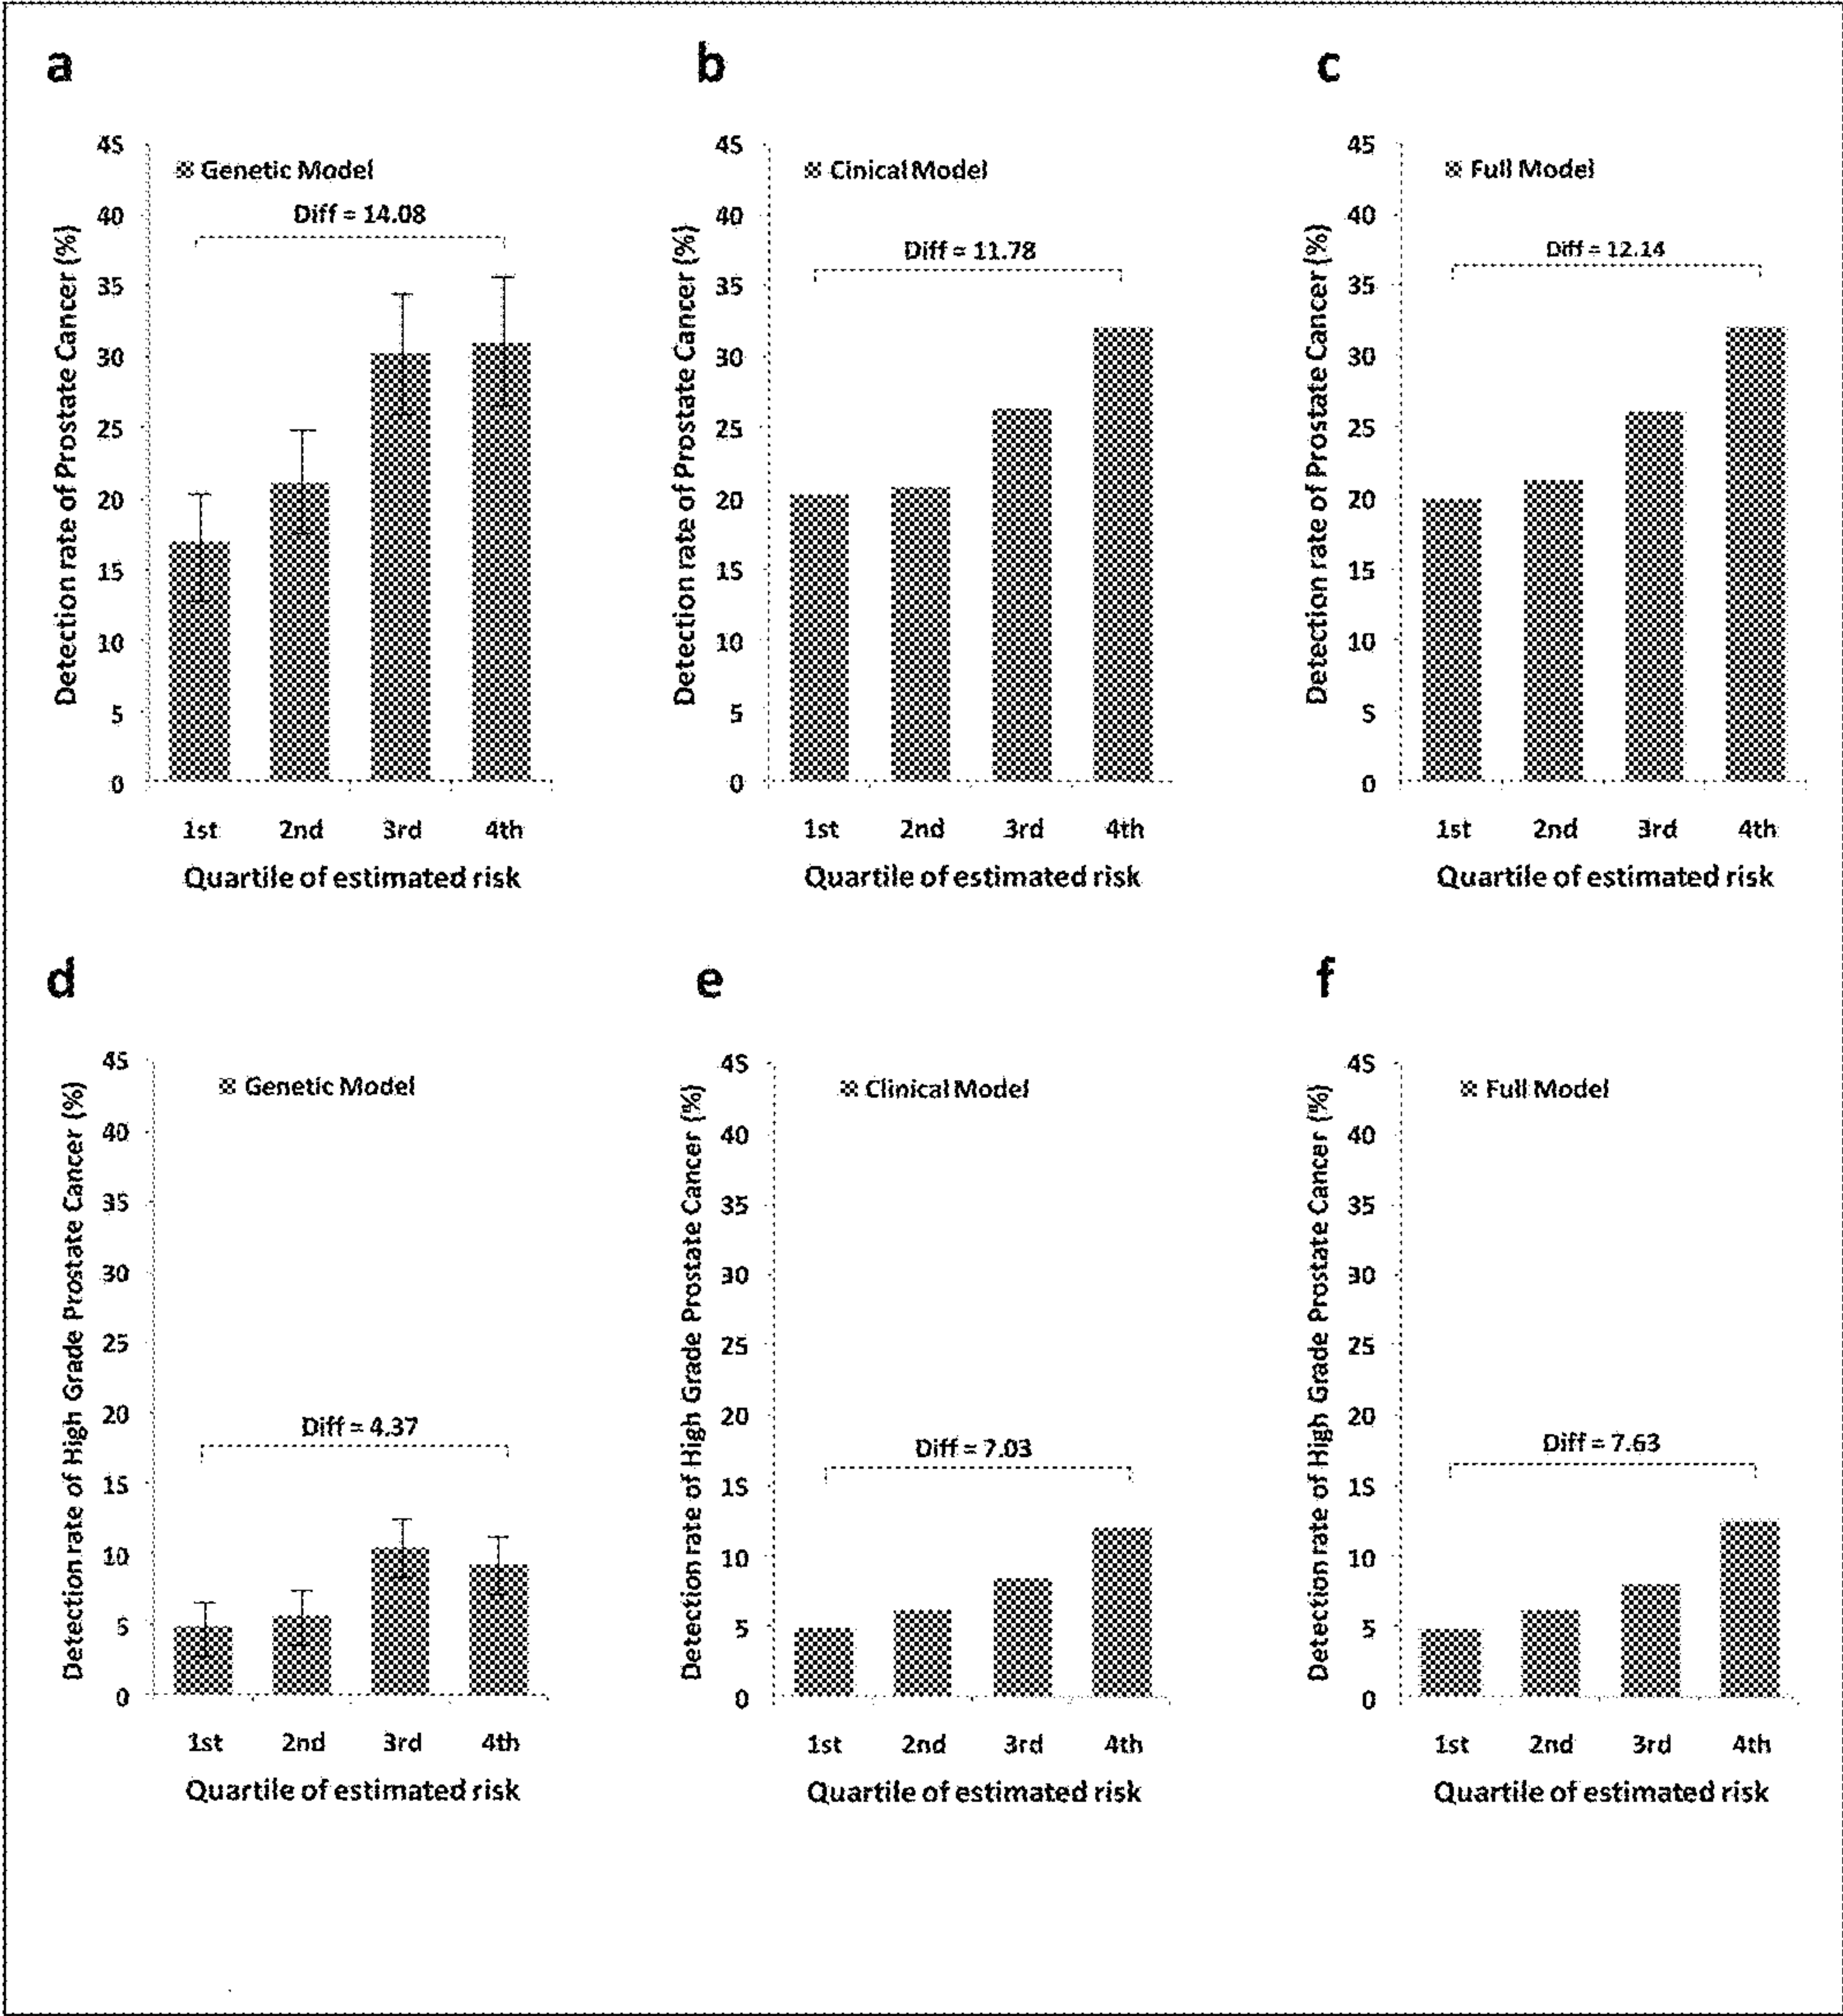 a
Detection rate of Prostate Cancer (%)
45
40
35
30
25
20
15
10
5
0
Genetic Model
Diff = 14.08
1st 2nd 3rd 4th
Quartile of estimated risk
b
Detection rate of Prostate Cancer (%)
45
40
35
30
25
20
15
10
5
0
Cinical Model
Diff = 11.78
1st 2nd 3rd 4th
Quartile of estimated risk
c
Detection rate of Prostate Cancer (%)
45
40
35
30
25
20
15
10
5
0
Full Model
Diff = 12.14
1st 2nd 3rd 4th
Quartile of estimated risk
d
Detection rate of High Grade Prostate Cancer (%)
45
40
35
30
25
20
15
10
5
0
Genetic Model
Diff = 4.37
1st 2nd 3rd 4th
Quartile of estimated risk
e
Detection rate of High Grade Prostate Cancer (%)
45
40
35
30
25
20
15
10
5
0
Clinical Model
Diff = 7.03
1st 2nd 3rd 4th
Quartile of estimated risk
f
Detection rate of High Grade Prostate Cancer (%)
45
40
35
30
25
20
15
10
5
0
Full Model
Diff = 7.63
1st 2nd 3rd 4th
Quartile of estimated risk